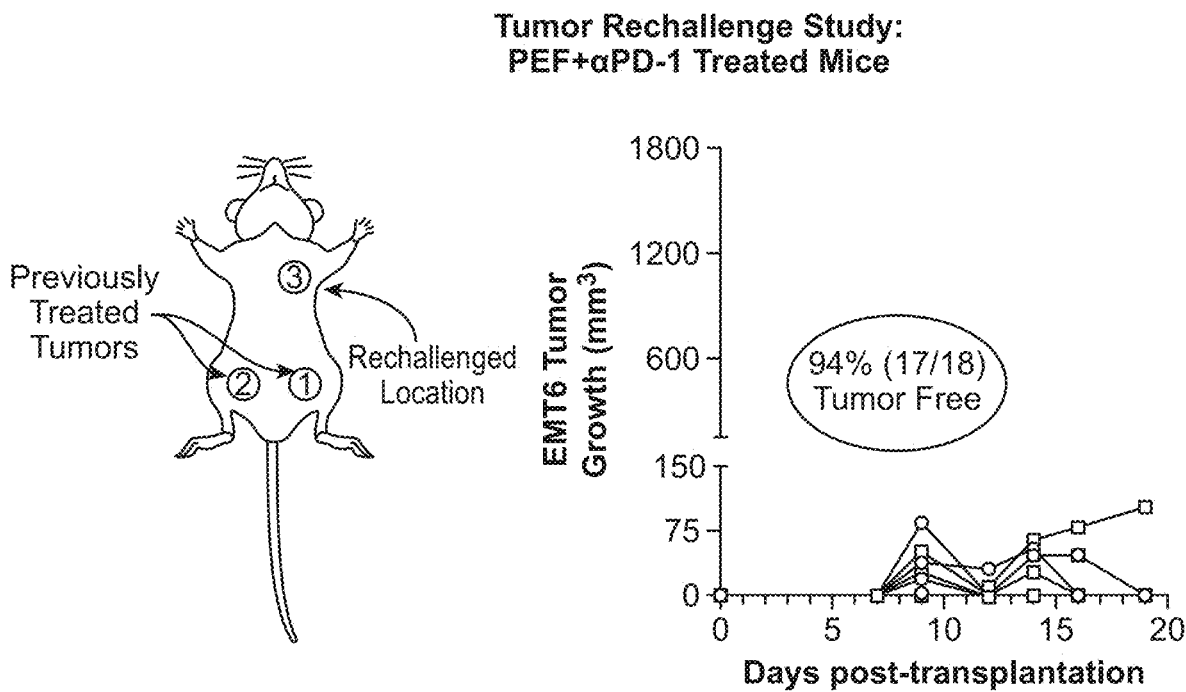 Tumor Rechallenge Study:
PEF+αPD-1 Treated Mice
Previously
Treated
Tumors
3
2
1
Rechallenged
Location
EMT6 Tumor
Growth (mm³)
1800
1200
600
150
75
0
94% (17/18)
Tumor Free
0 5 10 15 20
Days post-transplantation